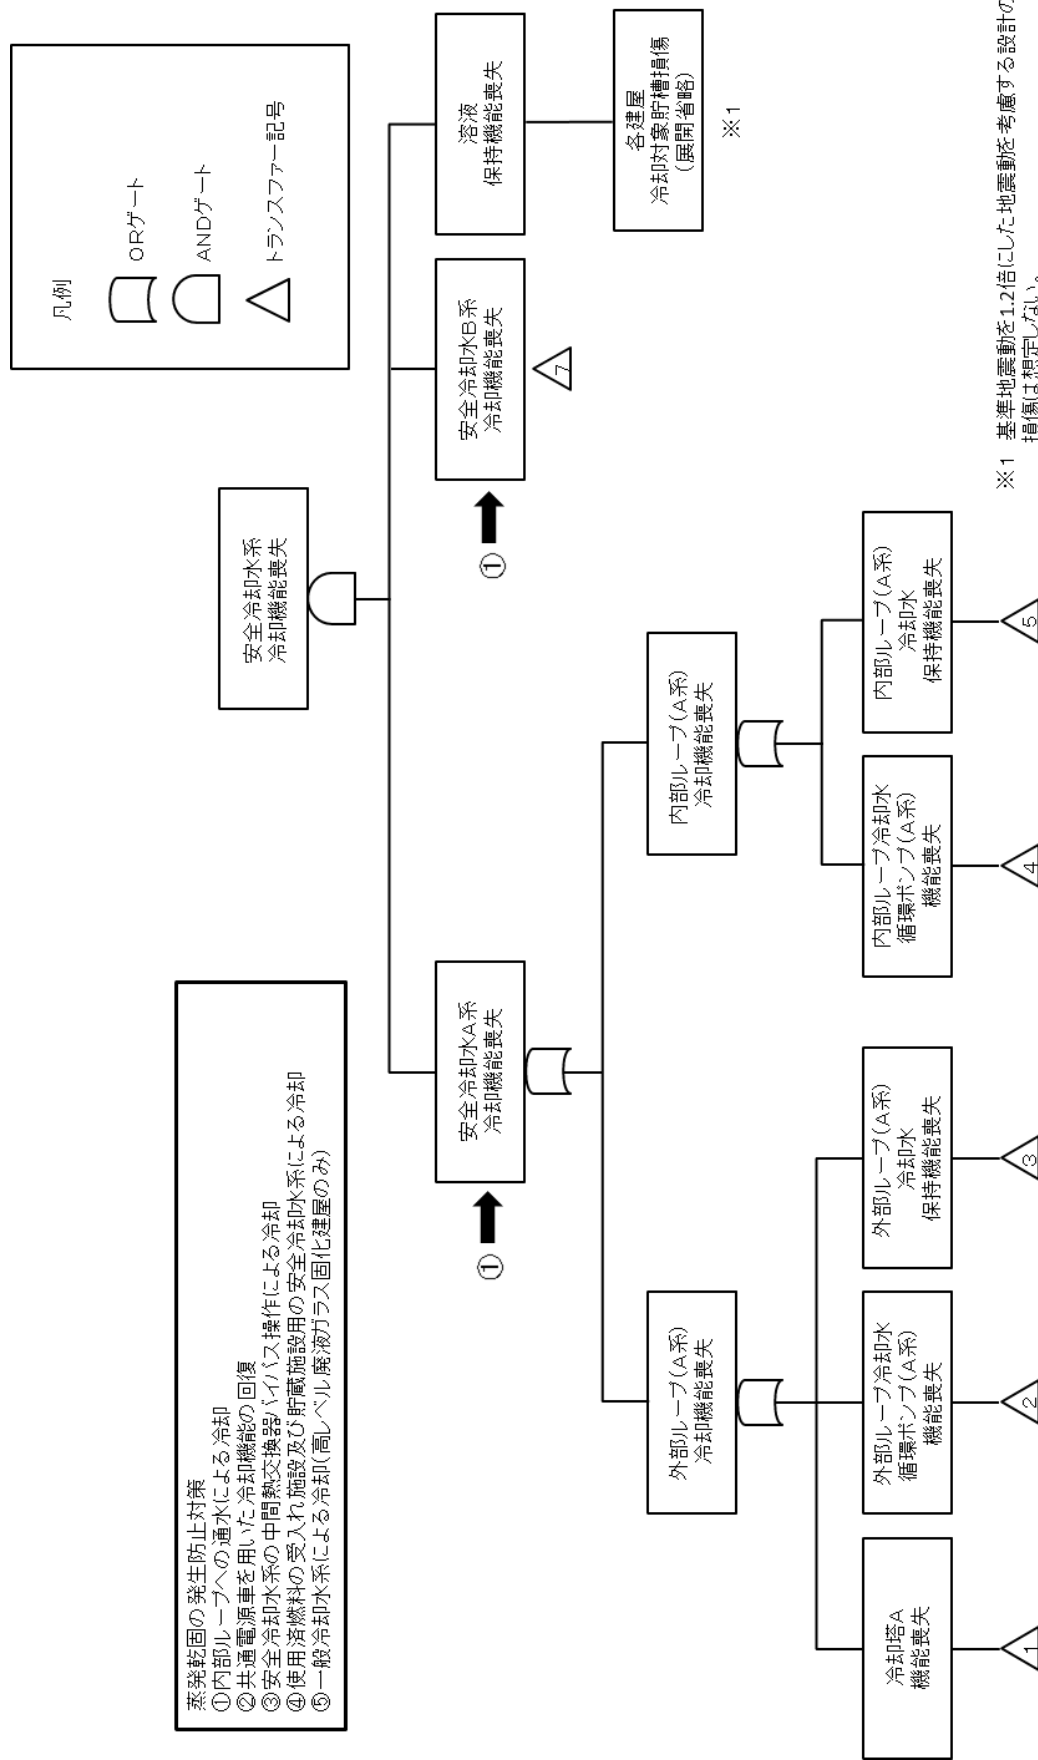 蒸発乾固の発生防止対策
①内部ループへの通水による冷却
②共通電源車を用いた冷却機能の回復
③安全冷却水系の中間熱交換器バイパス操作による冷却
④使用済燃料の受入れ施設及び貯蔵施設用の安全冷却水系による冷却
⑤一般冷却水系による冷却(高レベル廃液ガラス固化建屋のみ)
凡例
ORゲート
ANDゲート
トランスファー記号
安全冷却水系
冷却機能喪失
①
安全冷却水A系
冷却機能喪失
①
安全冷却水B系
冷却機能喪失
7
溶液
保持機能喪失
各建屋
冷却対象貯槽損傷
(展開省略)
※1
外部ループ(A系)
冷却機能喪失
内部ループ(A系)
冷却機能喪失
冷却塔A
機能喪失
1
外部ループ冷却水
循環ポンプ(A系)
機能喪失
2
外部ループ(A系)
冷却水
保持機能喪失
3
内部ループ冷却水
循環ポンプ(A系)
機能喪失
4
内部ループ(A系)
冷却水
保持機能喪失
5
※1 基準地震動を1.2倍にした地震動を考慮する設計の
損傷は想定しない。